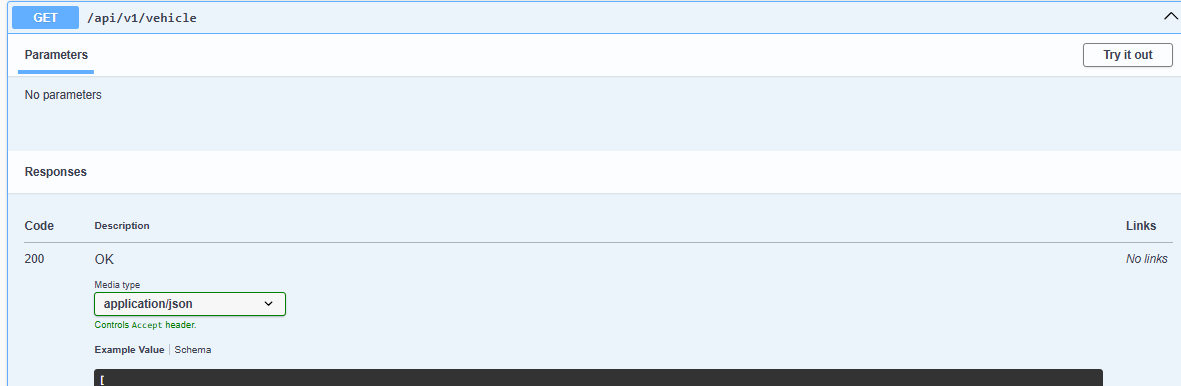 GET /api/v1/vehicle
Parameters Try it out
No parameters
Responses
Code Description Links
200 OK No links
Media type
application/json
Controls Accept header.
Example Value Schema
[